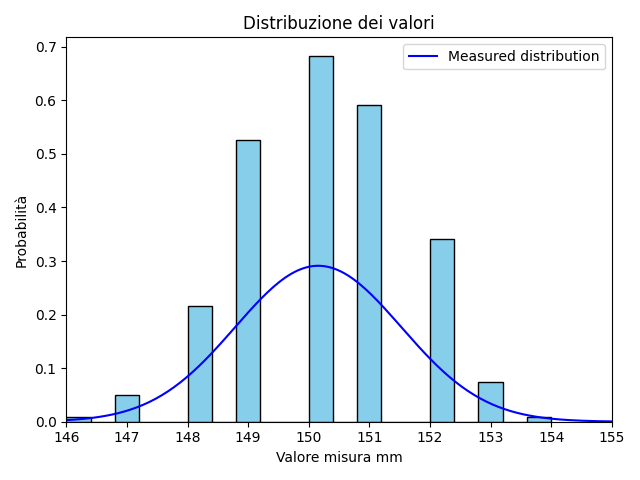 Distribuzione dei valori
Measured distribution
Probabilità
0.7
0.6
0.5
0.4
0.3
0.2
0.1
0.0
146 147 148 149 150 151 152 153 154 155
Valore misura mm